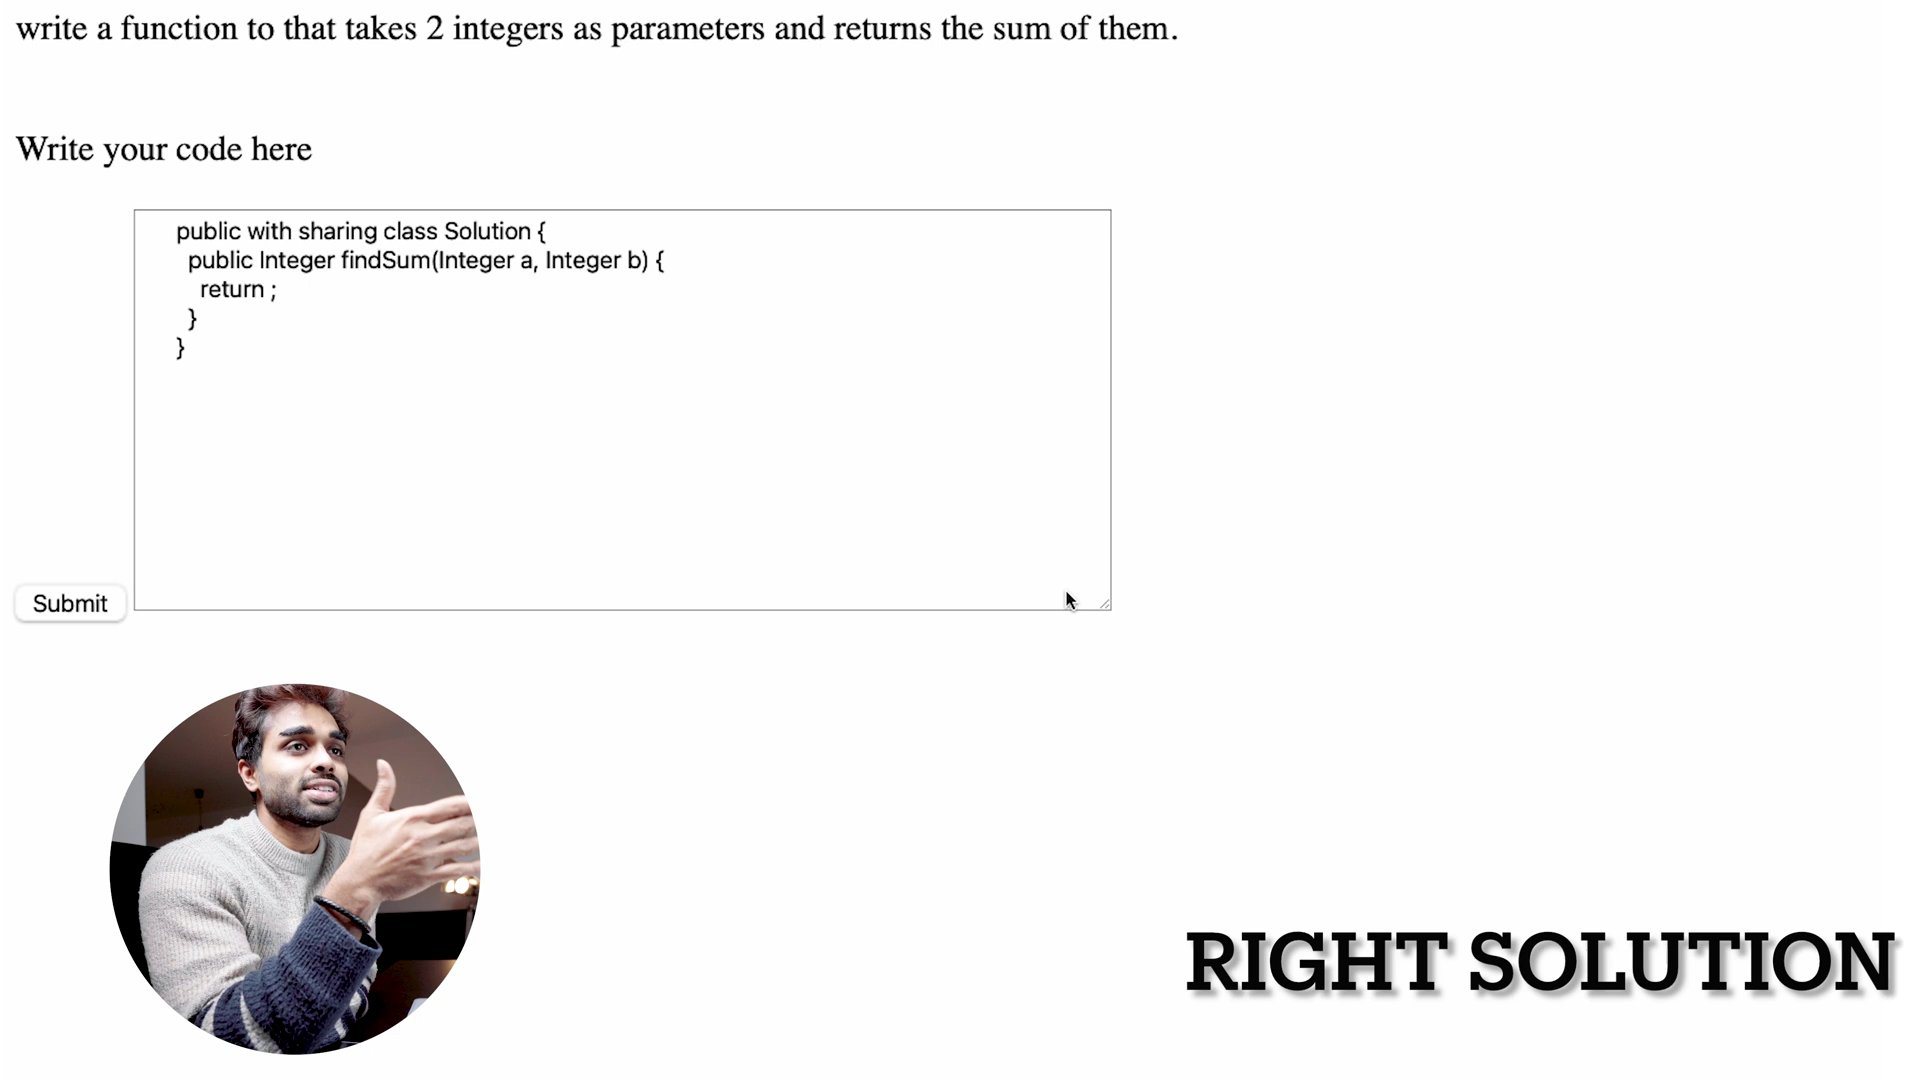 write a function to that takes 2 integers as parameters and returns the sum of them.
Write your code here
public with sharing class Solution {
public Integer findSum(Integer a, Integer b) {
return ;
}
}
Submit
RIGHT SOLUTION